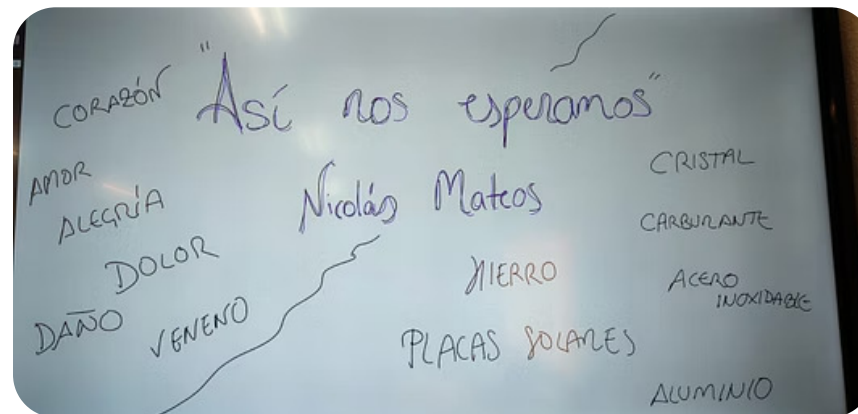 "Así nos esperamos"
Nicolás Mateos
CORAZÓN
AMOR
ALEGRÍA
DOLOR
DAÑO
VENENO
HIERRO
PLACAS SOLARES
CRISTAL
CARBURANTE
ACERO
INOXIDABLE
ALUMINIO